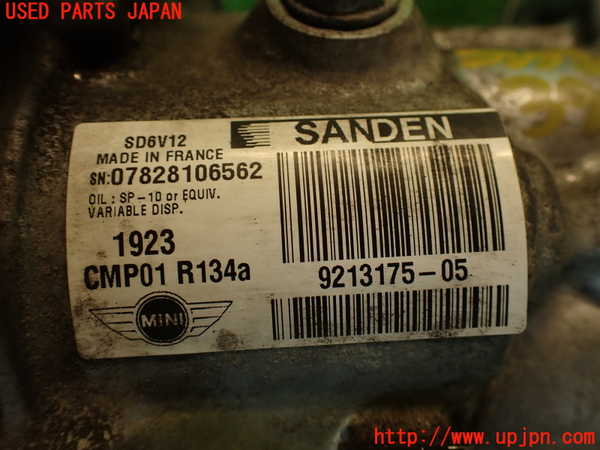 USED PARTS JAPAN
SANDEN
SD6V12
MADE IN FRANCE
SN:07828106562
OIL : SP-10 or EQUIV.
VARIABLE DISP.
1923
CMP01 R134a
9213175-05
MINI
http://www.upjpn.com/